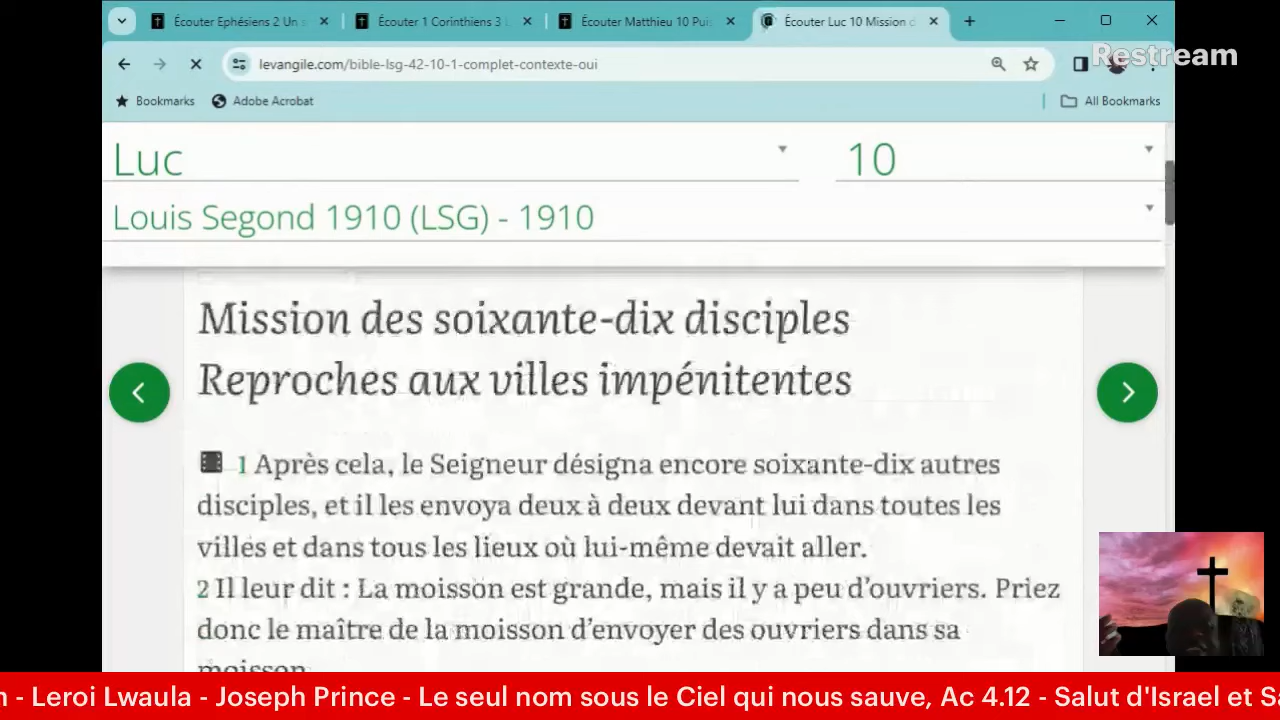 Écouter Ephésiens 2 Un s
Écouter 1 Corinthiens 3 L
Écouter Matthieu 10 Pui
Écouter Luc 10 Mission d
levangile.com/bible-lsg-42-10-1-complet-contexte-oui
Restream
Bookmarks
Adobe Acrobat
All Bookmarks
Luc
10
Louis Segond 1910 (LSG) - 1910
Mission des soixante-dix disciples
Reproches aux villes impénitentes
1 Après cela, le Seigneur désigna encore soixante-dix autres
disciples, et il les envoya deux à deux devant lui dans toutes les
villes et dans tous les lieux où lui-même devait aller.
2 Il leur dit : La moisson est grande, mais il y a peu d'ouvriers. Priez
donc le maître de la moisson d'envoyer des ouvriers dans sa
moisson.
n - Leroi Lwaula - Joseph Prince - Le seul nom sous le Ciel qui nous sauve, Ac 4.12 - Salut d'Israel et Sa